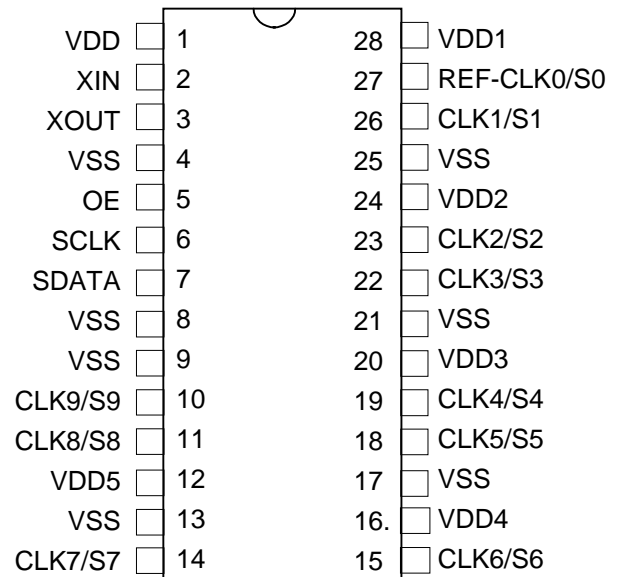 VDD 1 28 VDD1
XIN 2 27 REF-CLK0/S0
XOUT 3 26 CLK1/S1
VSS 4 25 VSS
OE 5 24 VDD2
SCLK 6 23 CLK2/S2
SDATA 7 22 CLK3/S3
VSS 8 21 VSS
VSS 9 20 VDD3
CLK9/S9 10 19 CLK4/S4
CLK8/S8 11 18 CLK5/S5
VDD5 12 17 VSS
VSS 13 16. VDD4
CLK7/S7 14 15 CLK6/S6